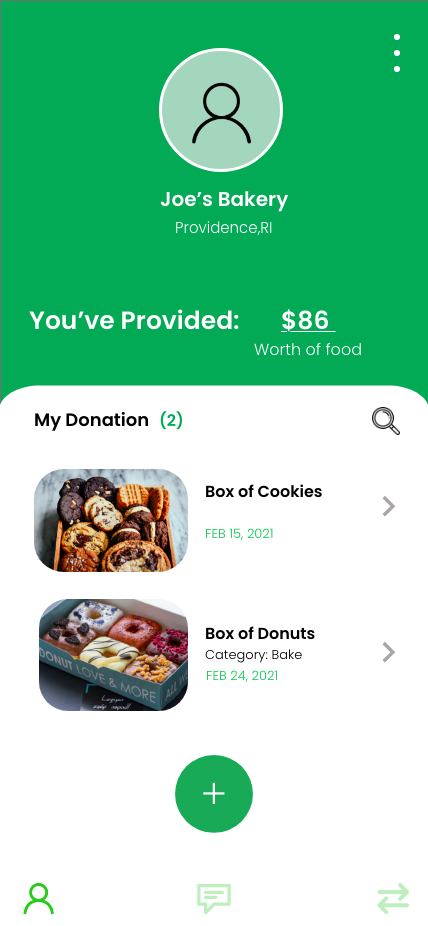 Joe’s Bakery
Providence,RI
You’ve Provided: $86
Worth of food
My Donation (2)
Box of Cookies
FEB 15, 2021
Box of Donuts
Category: Bake
FEB 24, 2021
DONUT LOVE & MORE
ALL